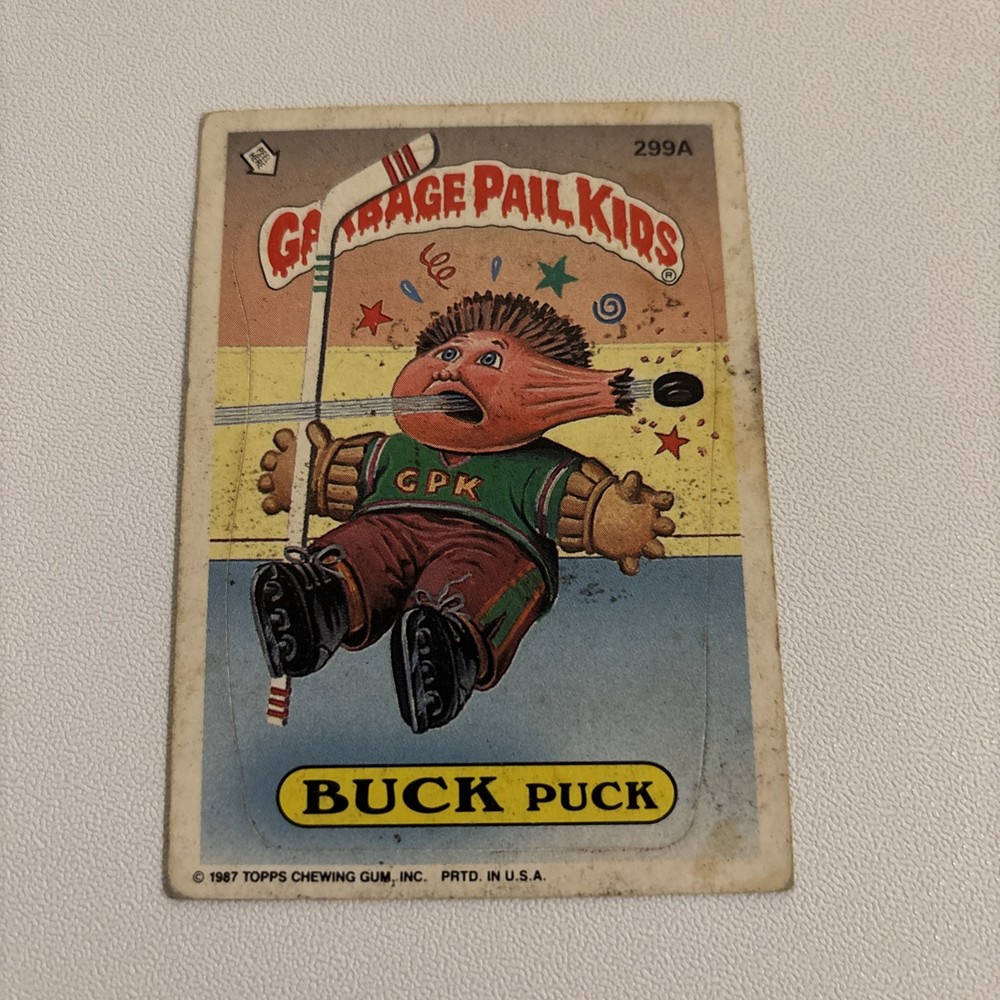 299A
GARBAGE PAIL KIDS®
GPK
BUCK PUCK
© 1987 TOPPS CHEWING GUM, INC. PRTD. IN U.S.A.